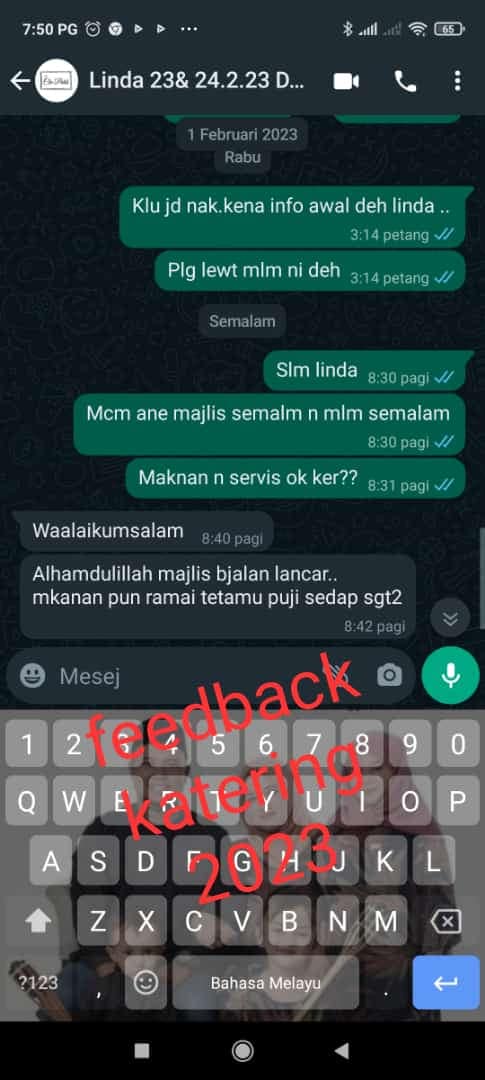 7:50 PG
65
Linda 23& 24.2.23 D...
1 Februari 2023
Rabu
Klu jd nak.kena info awal deh linda ..
3:14 petang
Plg lewt mlm ni deh 3:14 petang
Semalam
Slm linda 8:30 pagi
Mcm ane majlis semalm n mlm semalam
8:30 pagi
Maknan n servis ok ker?? 8:31 pagi
Waalaikumsalam 8:40 pagi
Alhamdulillah majlis bjalan lancar..
mkanan pun ramai tetamu puji sedap sgt2
8:42 pagi
Mesej
feedback
katering
2023
1 2 3 4 5 6 7 8 9 0
Q W E R T Y U I O P
A S D F G H J K L
Z X C V B N M
?123 , Bahasa Melayu .